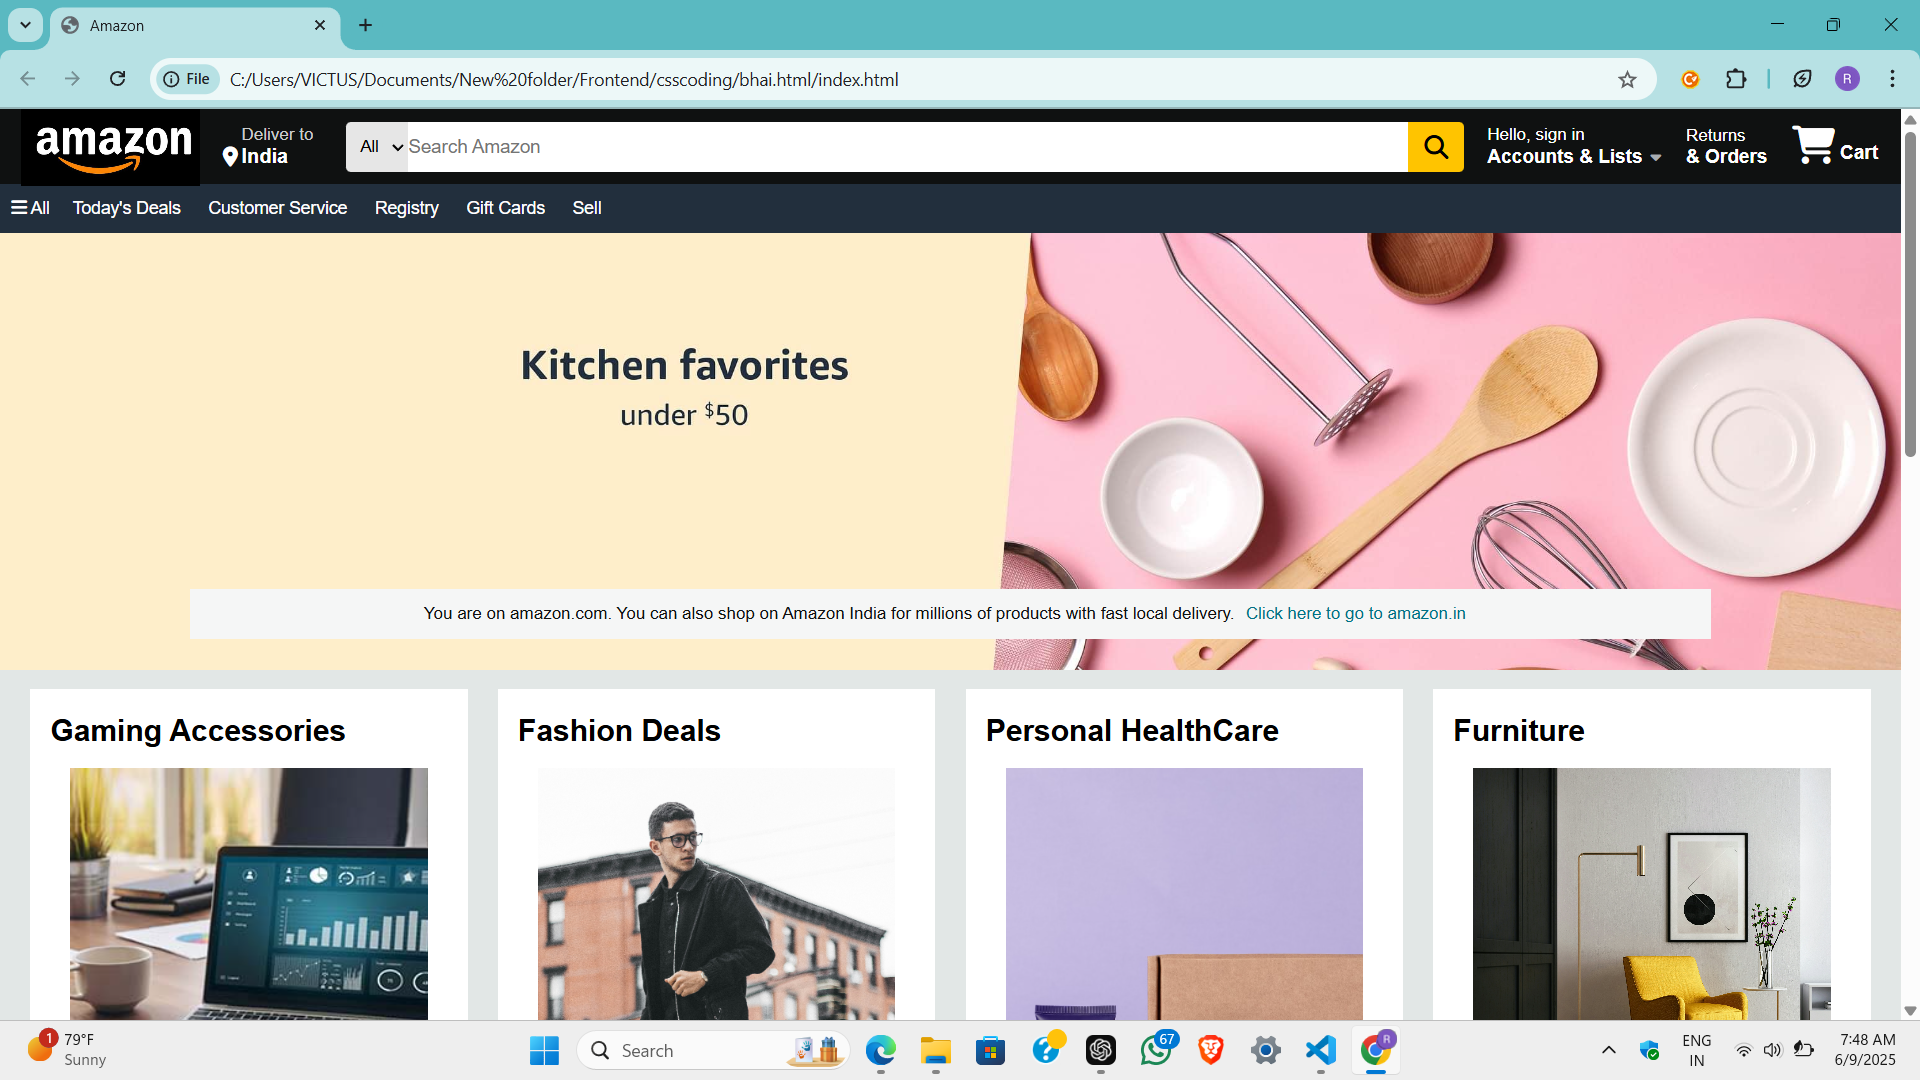 Amazon
File
C:/Users/VICTUS/Documents/New%20folder/Frontend/csscoding/bhai.html/index.html
R
amazon
Deliver to
India
All
Search Amazon
Hello, sign in
Accounts & Lists
Returns
& Orders
Cart
All
Today's Deals
Customer Service
Registry
Gift Cards
Sell
Kitchen favorites
under $50
You are on amazon.com. You can also shop on Amazon India for millions of products with fast local delivery. Click here to go to amazon.in
Gaming Accessories
Fashion Deals
Personal HealthCare
Furniture
1
79°F
Sunny
Search
67
R
ENG
IN
7:48 AM
6/9/2025